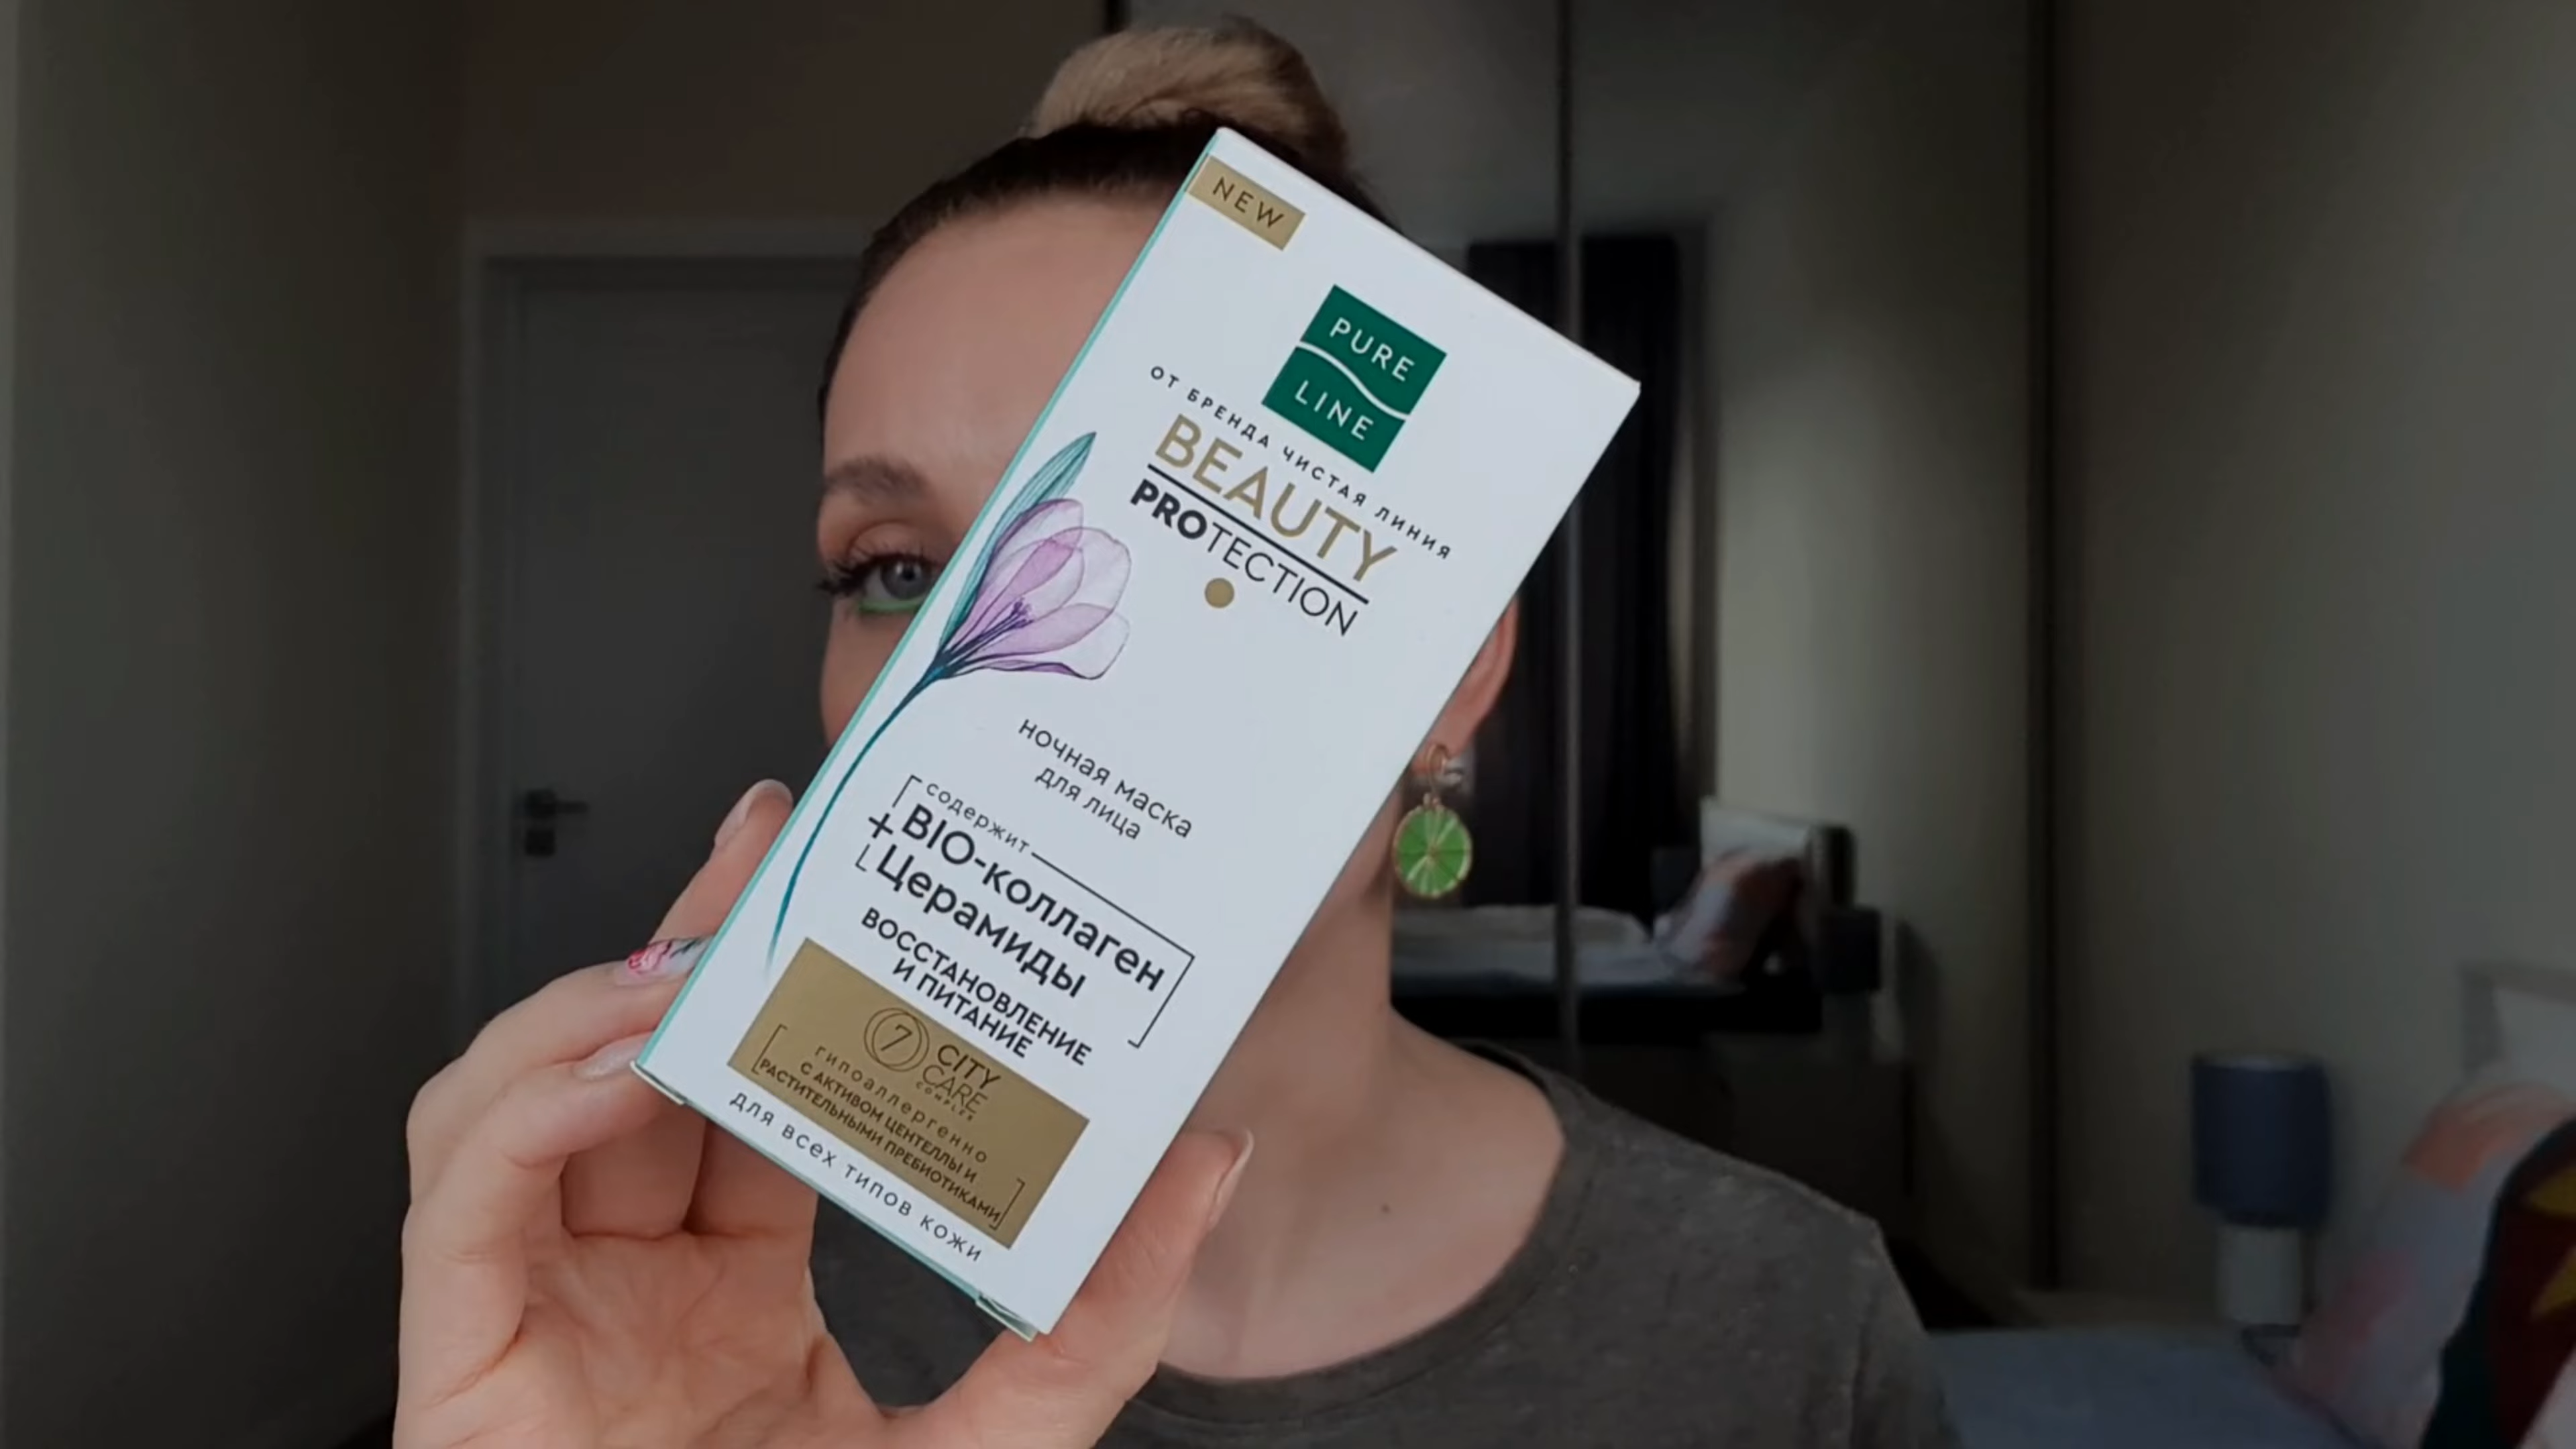 NEW
PURE
LINE
ОТ БРЕНДА ЧИСТАЯ ЛИНИЯ
BEAUTY
PROTECTION
ночная маска
для лица
содержит
BIO-коллаген
+
Церамиды
ВОССТАНОВЛЕНИЕ
И ПИТАНИЕ
7 CITY
CARE
COMPLEX
гипоаллергенно
С АКТИВОМ ЦЕНТЕЛЛЫ И
РАСТИТЕЛЬНЫМИ ПРЕБИОТИКАМИ
для всех типов кожи